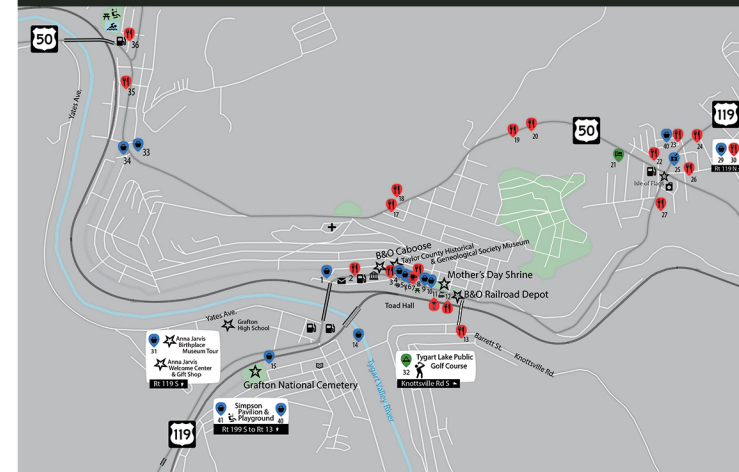 50
36
35
Yates Ave.
34
33
19
20
50
119
21
40
23
24
22
25
26
29
30
Rt 119 N
Isle of Flags
27
18
17
B&O Caboose
Taylor County Historical
& Geneological Society Museum
1
2
3
Mother's Day Shrine
B&O Railroad Depot
Toad Hall
13
Barrett St.
Knottsville Rd.
Yates Ave.
Grafton
High School
14
15
Tygart Valley River
31
Anna Jarvis
Birthplace
Museum Tour
Anna Jarvis
Welcome Center
& Gift Shop
Rt 119 S
Grafton National Cemetery
32
Tygart Lake Public
Golf Course
Knottsville Rd S
41
Simpson
Pavilion &
Playground
40
Rt 199 S to Rt 13
119